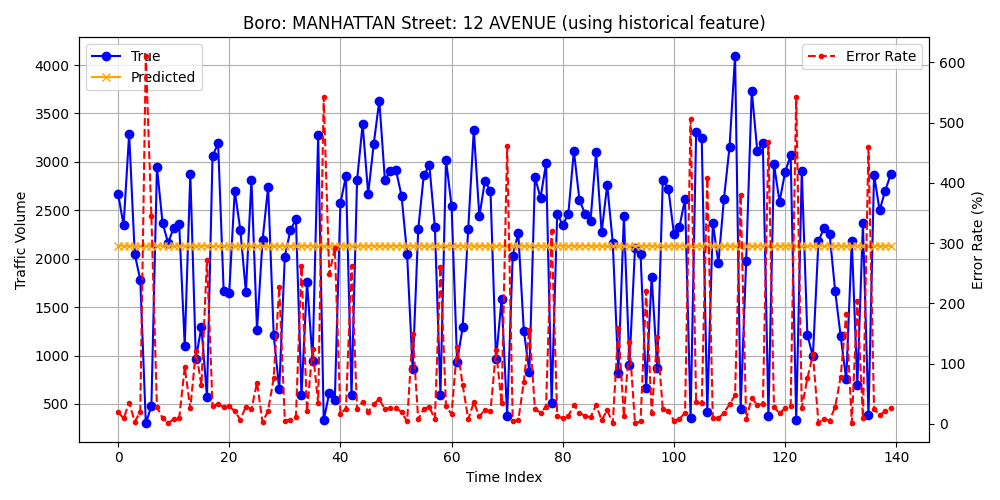 Boro: MANHATTAN Street: 12 AVENUE (using historical feature)
True
Predicted
Error Rate
4000
3500
3000
2500
2000
1500
1000
500
Traffic Volume
600
500
400
300
200
100
0
Error Rate (%)
0 20 40 60 80 100 120 140
Time Index